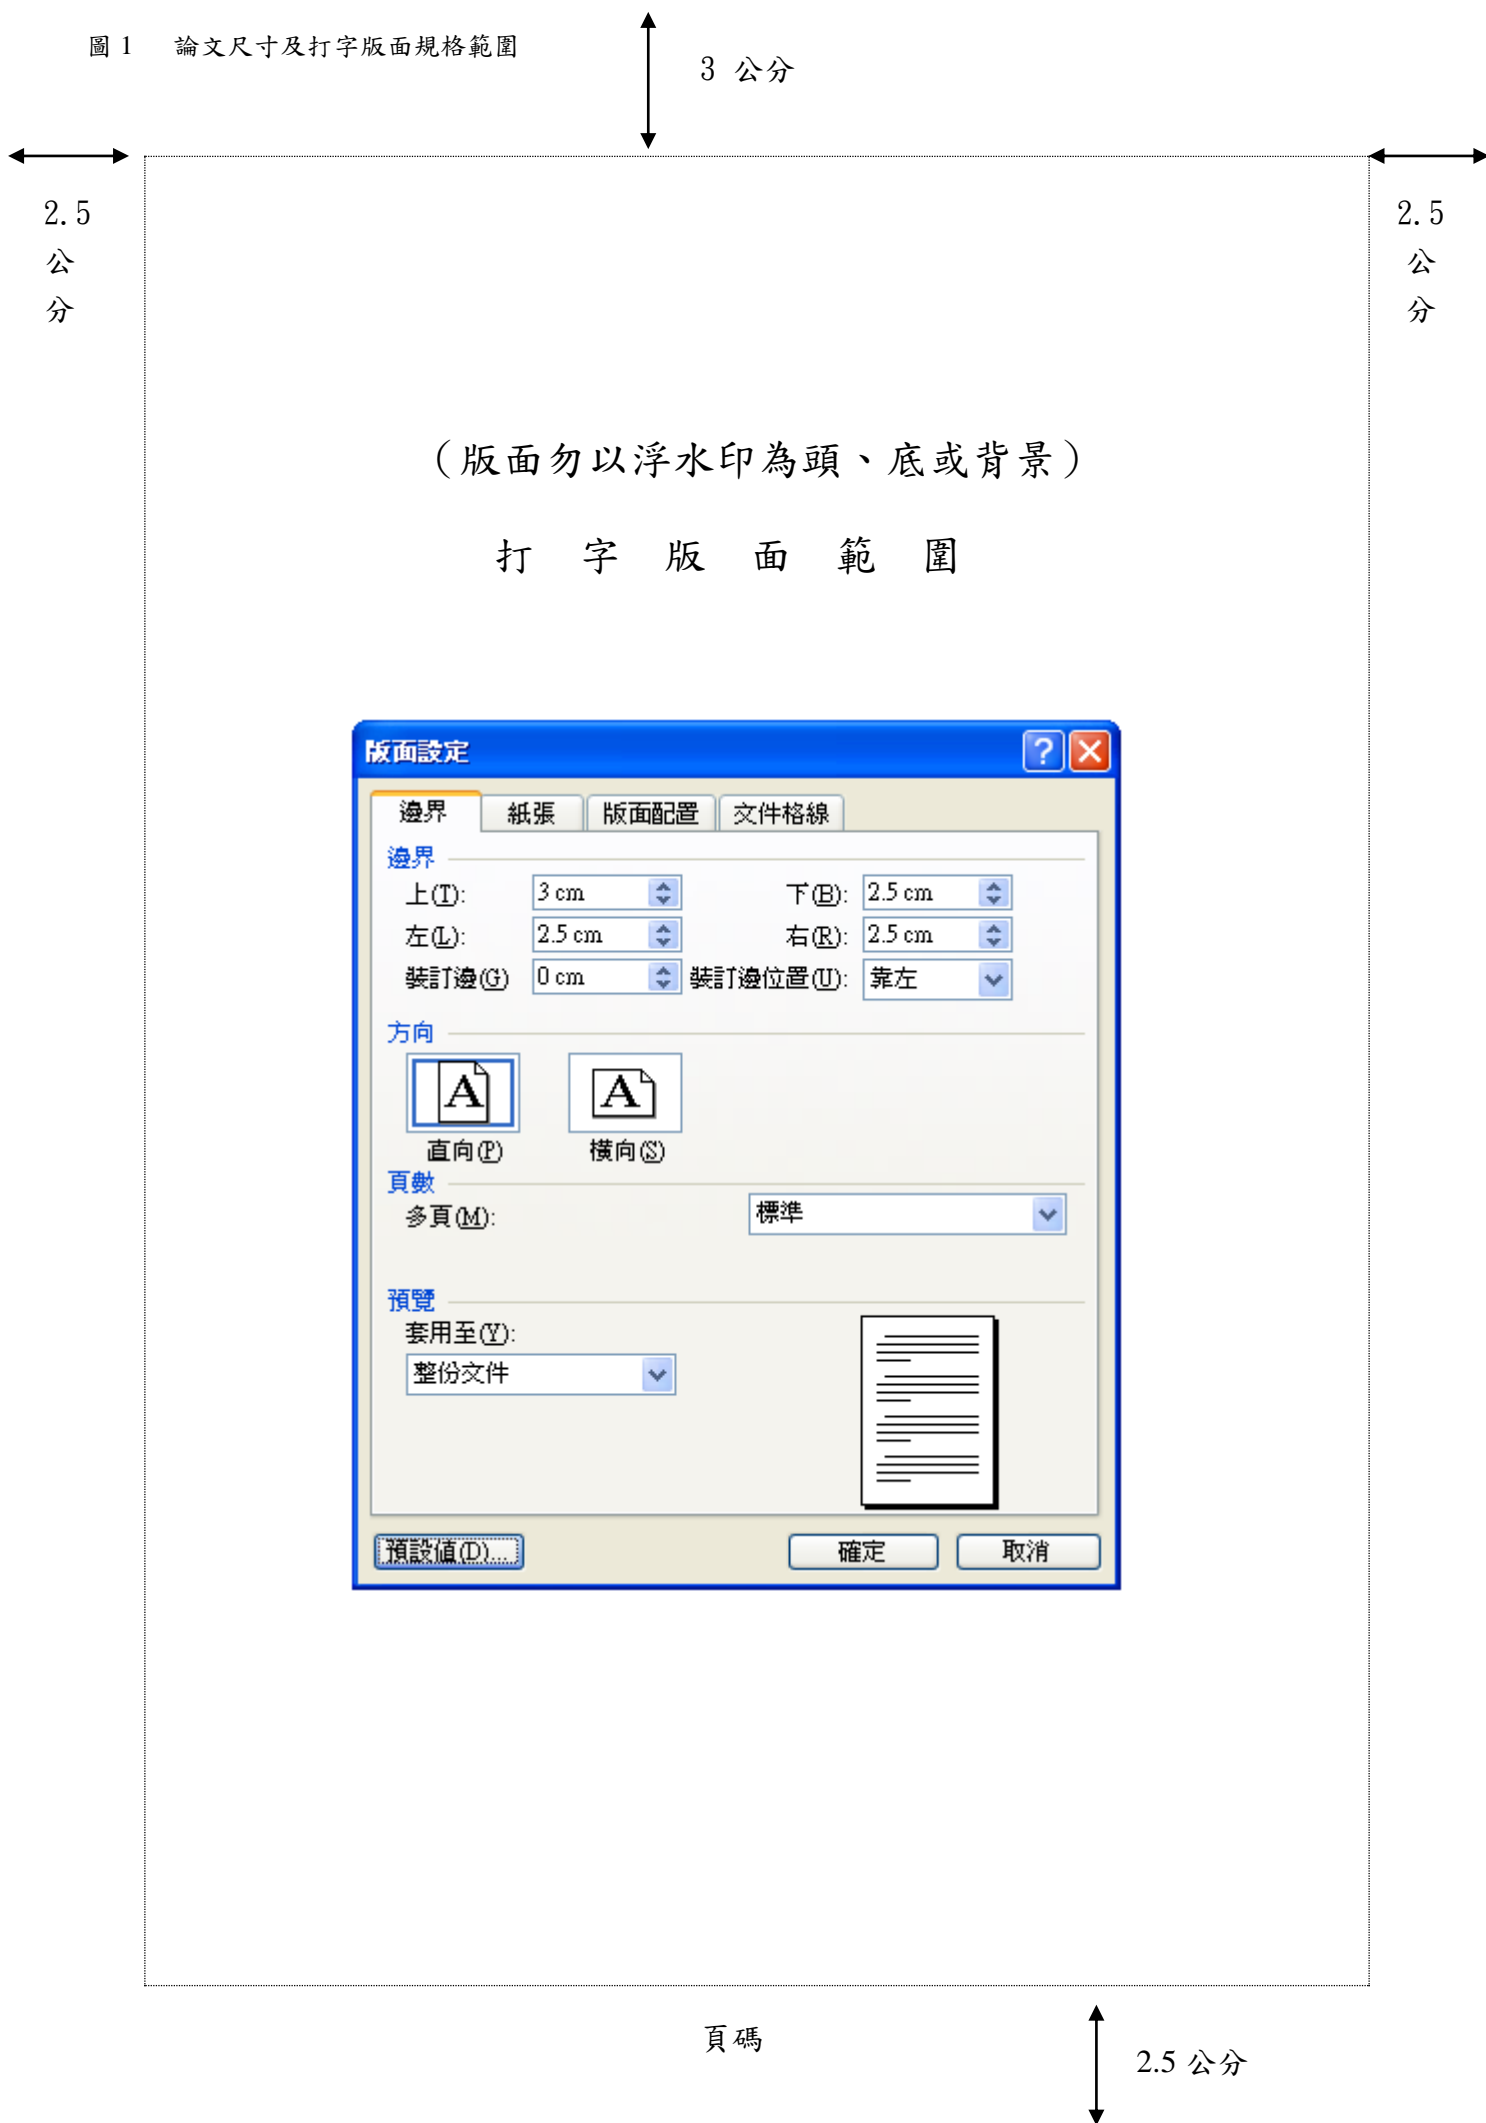 圖 1 論文尺寸及打字版面規格範圍
3 公分
2.5
公
分
2.5
公
分
（版面勿以浮水印為頭、底或背景）
打 字 版 面 範 圍
版面設定
邊界 紙張 版面配置 文件格線
邊界
上(T): 3 cm 下(B): 2.5 cm
左(L): 2.5 cm 右(R): 2.5 cm
裝訂邊(G) 0 cm 裝訂邊位置(U): 靠左
方向
A A
直向(P) 橫向(S)
頁數
多頁(M): 標準
預覽
套用至(Y):
整份文件
預設值(D)... 確定 取消
頁碼
2.5 公分